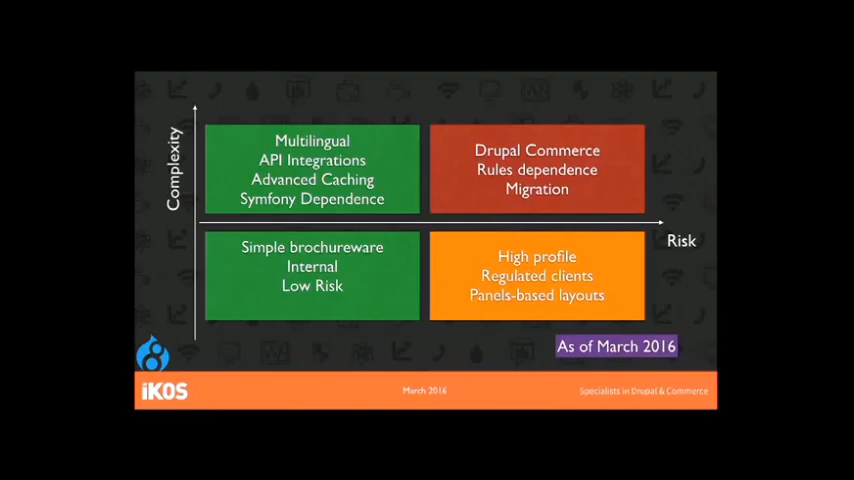 Complexity
Multilingual
API Integrations
Advanced Caching
Symfony Dependence
Drupal Commerce
Rules dependence
Migration
Risk
Simple brochureware
Internal
Low Risk
High profile
Regulated clients
Panels-based layouts
As of March 2016
iKOS
March 2016
Specialists in Drupal & Commerce